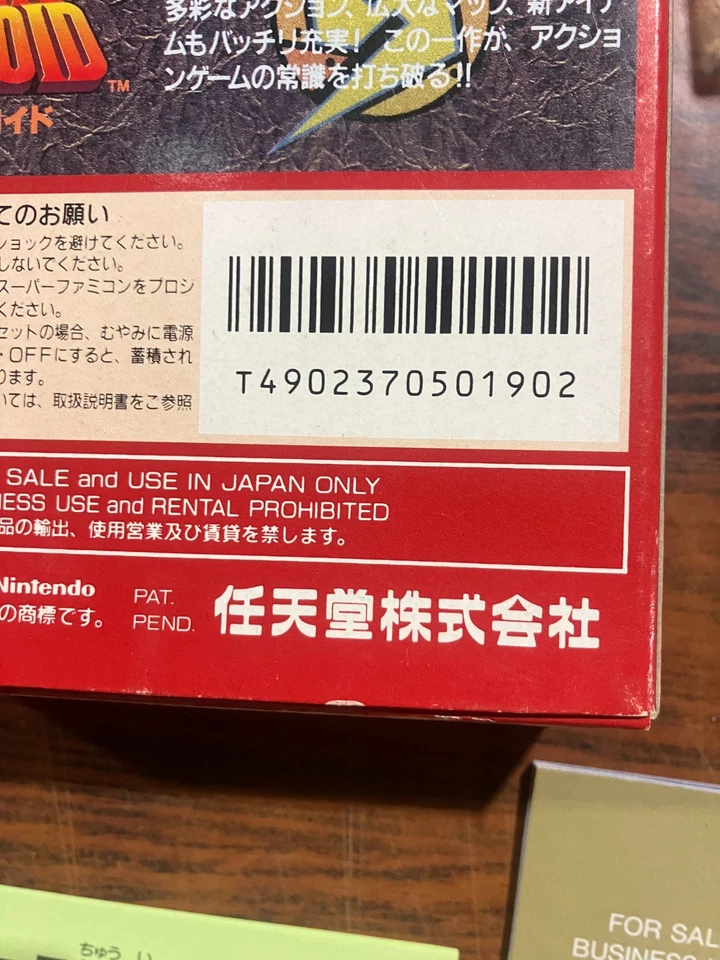 OID™
多彩なアクション、広大なマップ、新アイテ
ムもバッチリ充実! この一作が、アクショ
ンゲームの常識を打ち破る!!
イド
てのお願い
ショックを避けてください。
しないでください。
スーパーファミコンをプロジ
ください。
セットの場合、むやみに電源
・OFFにすると、蓄積され
ります。
いては、取扱説明書をご参照
T4902370501902
SALE and USE IN JAPAN ONLY
NESS USE and RENTAL PROHIBITED
品の輸出、使用営業及び賃貸を禁します。
Nintendo
の商標です。
PAT.
PEND.
任天堂株式会社
FOR SAL
BUSINESS
ちゅう い